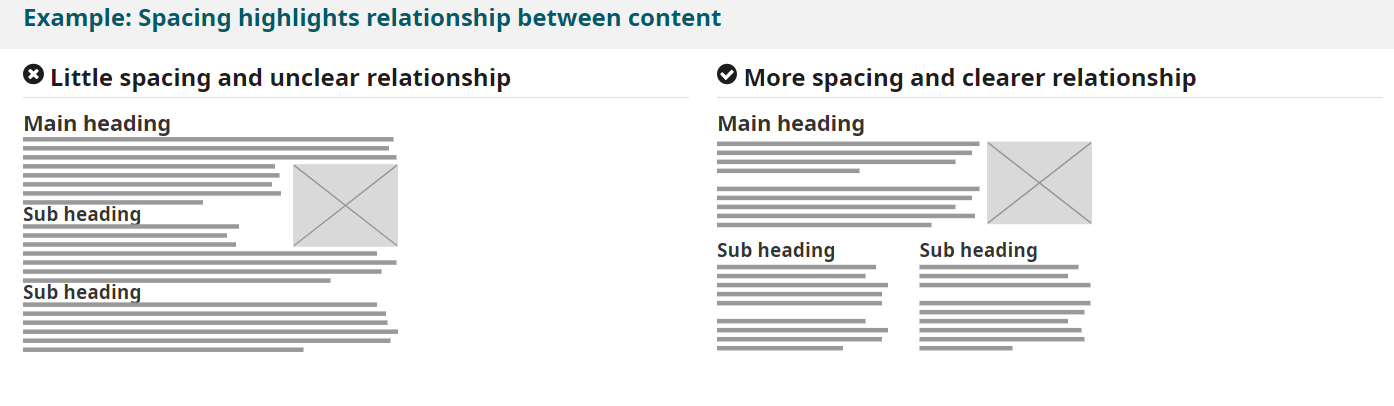 Example: Spacing highlights relationship between content
Little spacing and unclear relationship
Main heading
Sub heading
Sub heading
More spacing and clearer relationship
Main heading
Sub heading
Sub heading